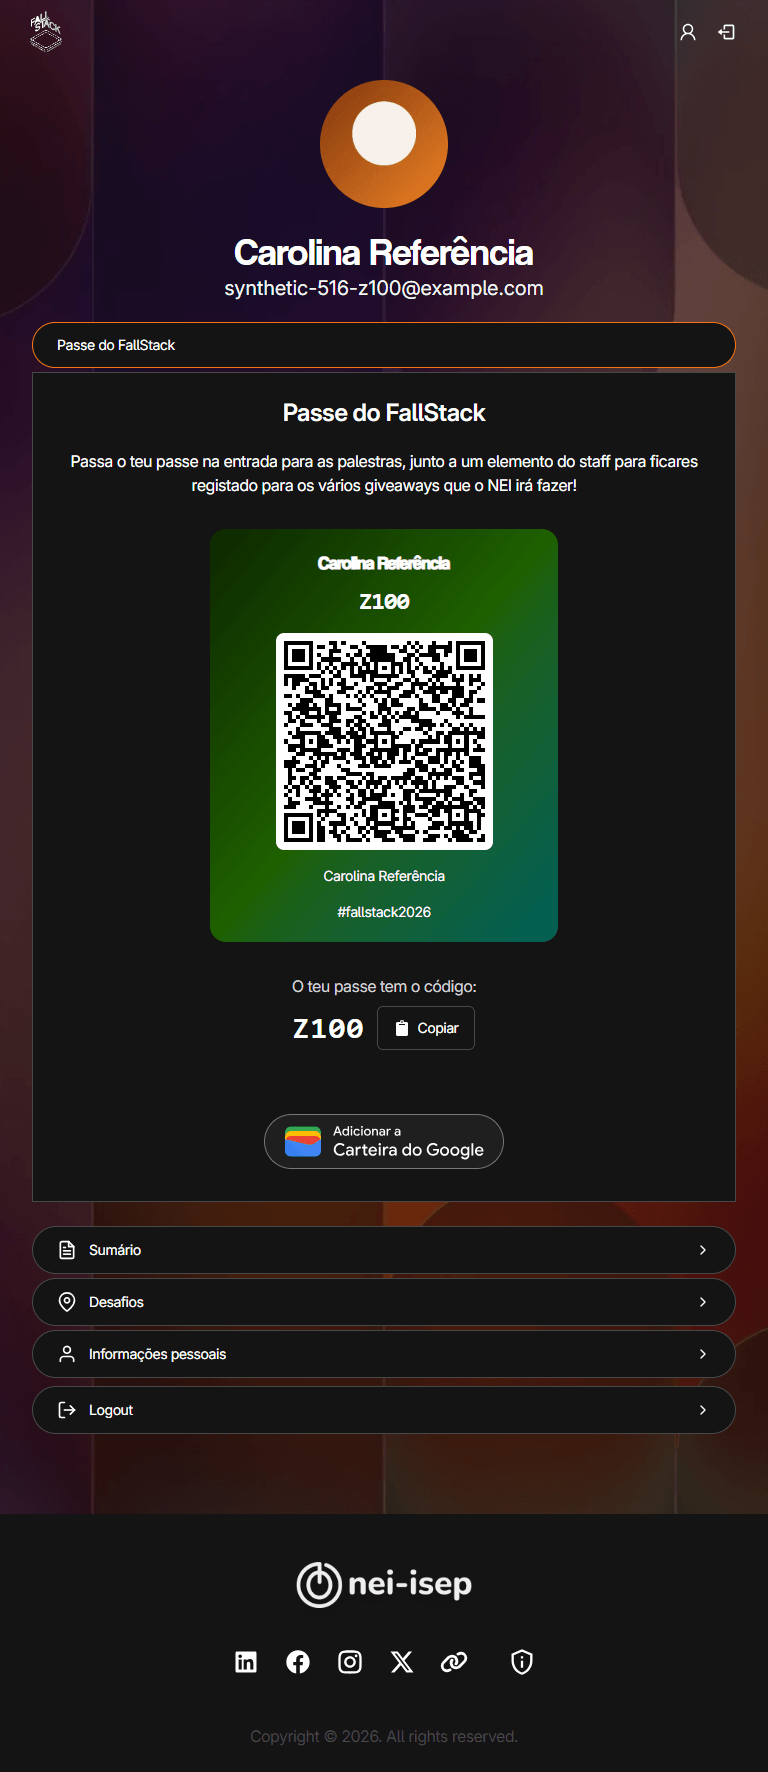 FALL
STACK
Carolina Referência
synthetic-516-z100@example.com
Passe do FallStack
Passe do FallStack
Passa o teu passe na entrada para as palestras, junto a um elemento do staff para ficares
registado para os vários giveaways que o NEI irá fazer!
Carolina Referência
Z100
Carolina Referência
#fallstack2026
O teu passe tem o código:
Z100
Copiar
Adicionar a
Carteira do Google
Sumário
Desafios
Informações pessoais
Logout
nei-isep
Copyright © 2026. All rights reserved.